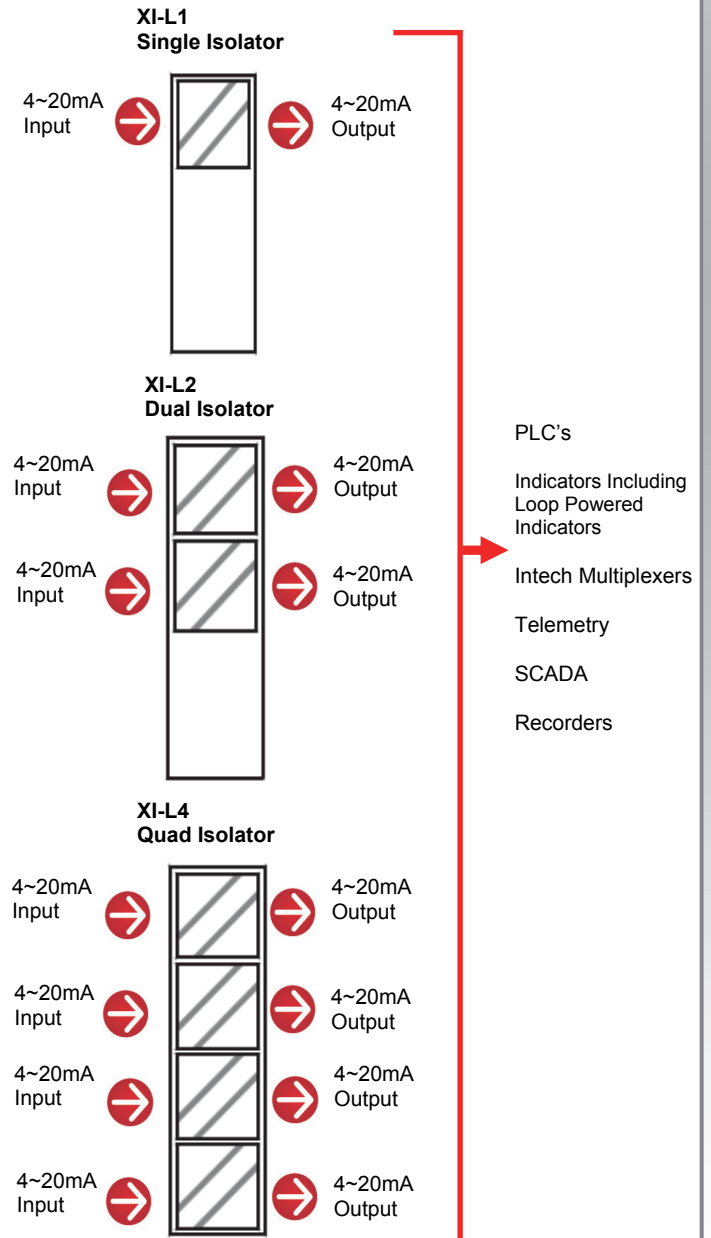 XI-L1
Single Isolator
4~20mA
Input
4~20mA
Output
XI-L2
Dual Isolator
4~20mA
Input
4~20mA
Output
4~20mA
Input
4~20mA
Output
PLC’s
Indicators Including
Loop Powered
Indicators
Intech Multiplexers
Telemetry
SCADA
Recorders
XI-L4
Quad Isolator
4~20mA
Input
4~20mA
Output
4~20mA
Input
4~20mA
Output
4~20mA
Input
4~20mA
Output
4~20mA
Input
4~20mA
Output